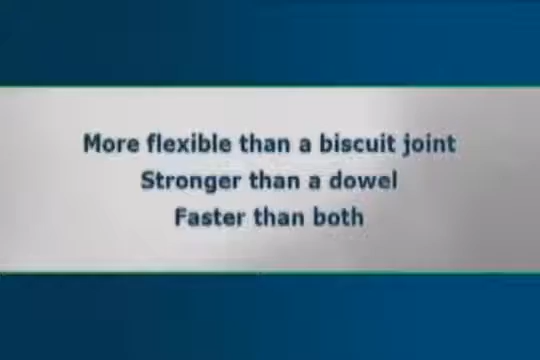 More flexible than a biscuit joint
Stronger than a dowel
Faster than both